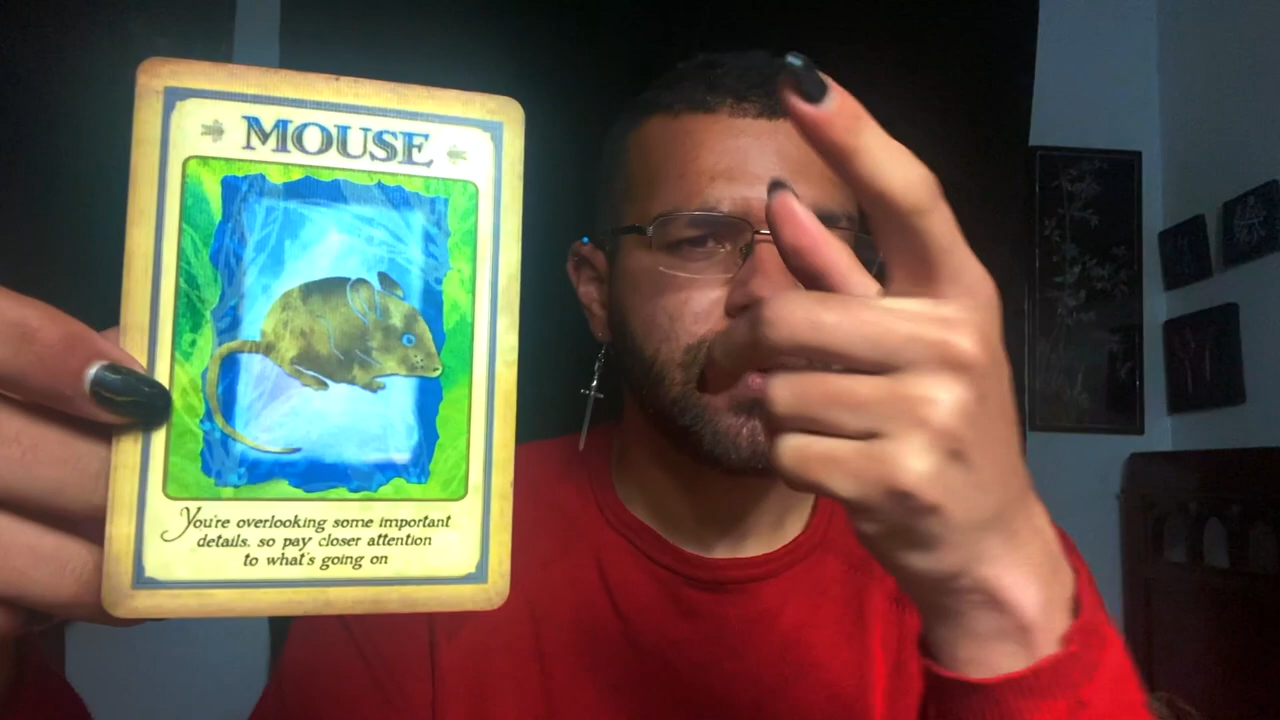 MOUSE
You're overlooking some important
details. so pay closer attention
to what's going on